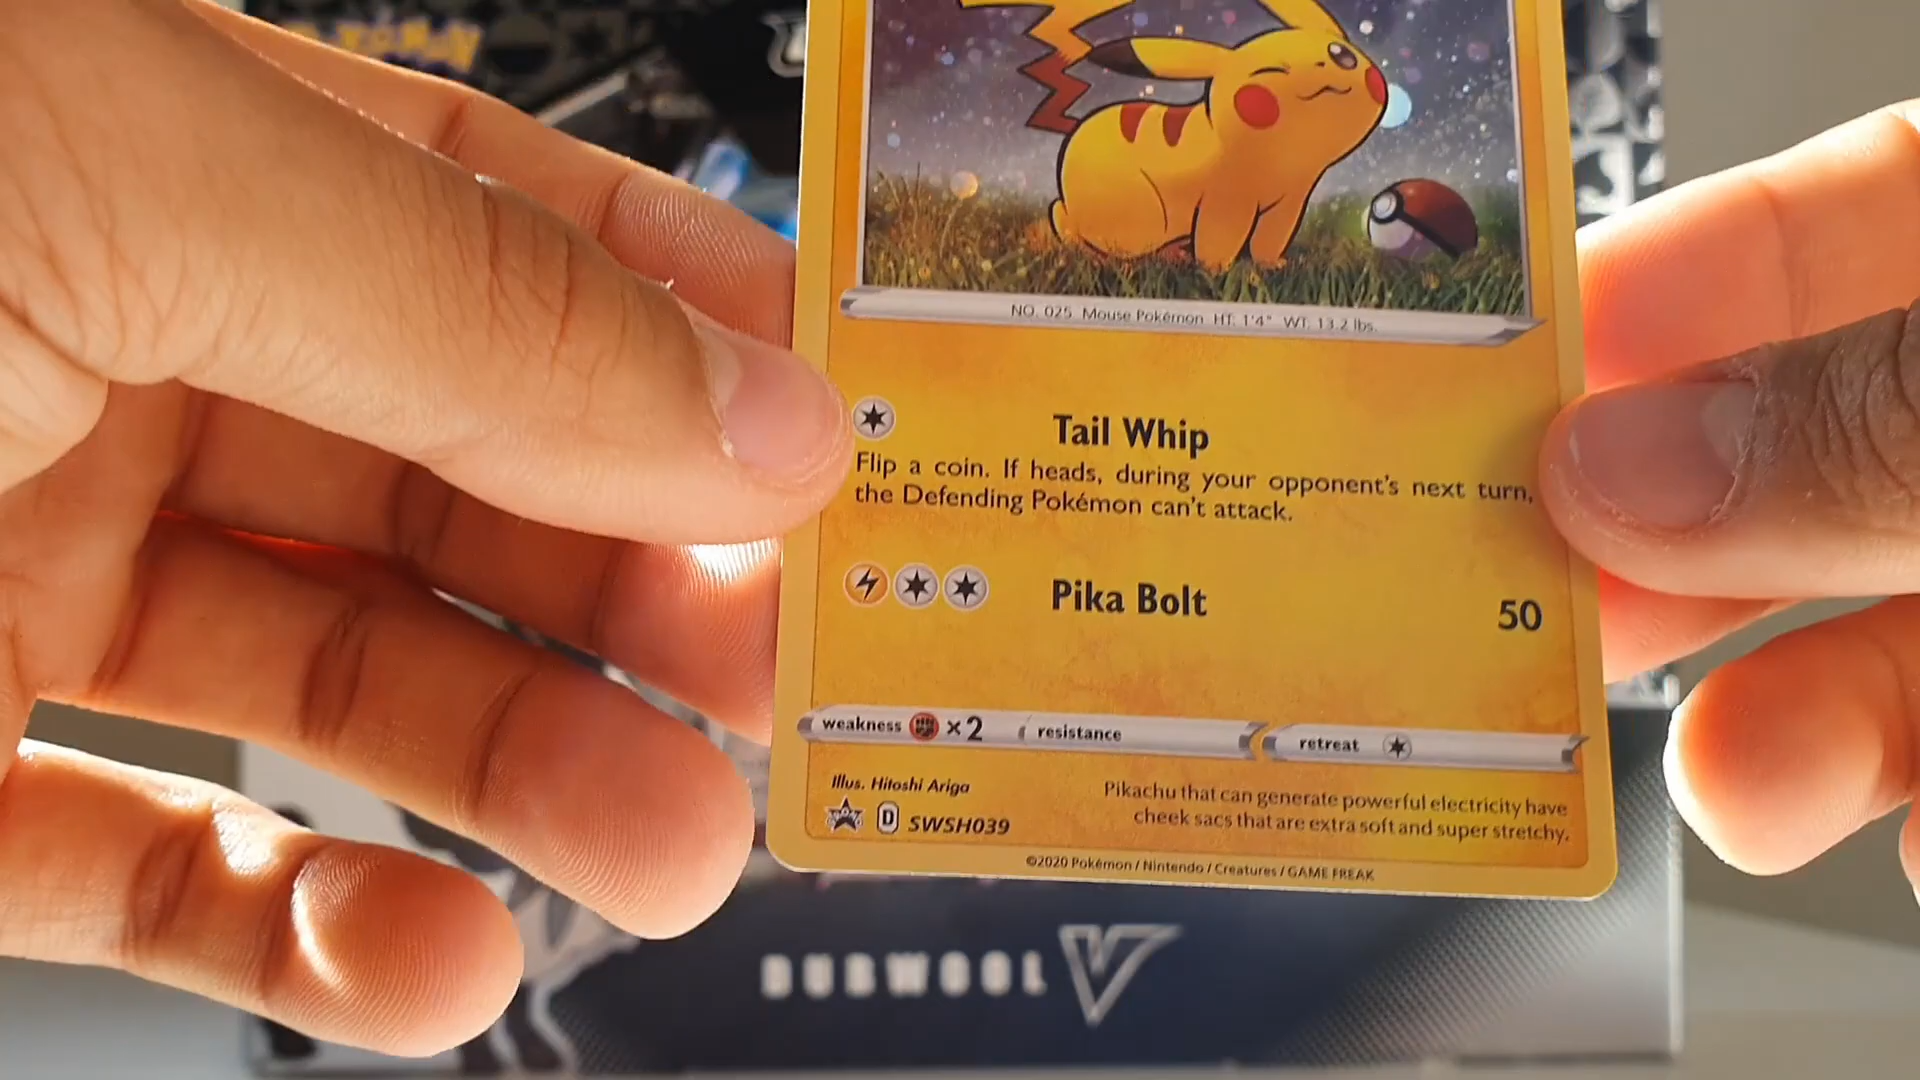 Pokémon
NO. 025 Mouse Pokémon HT: 1'4" WT: 13.2 lbs.
Tail Whip
Flip a coin. If heads, during your opponent's next turn,
the Defending Pokémon can't attack.
Pika Bolt 50
weakness ×2 resistance retreat
Illus. Hitoshi Ariga
D SWSH039
Pikachu that can generate powerful electricity have
cheek sacs that are extra soft and super stretchy.
©2020 Pokémon / Nintendo / Creatures / GAME FREAK
DUBWOOL V